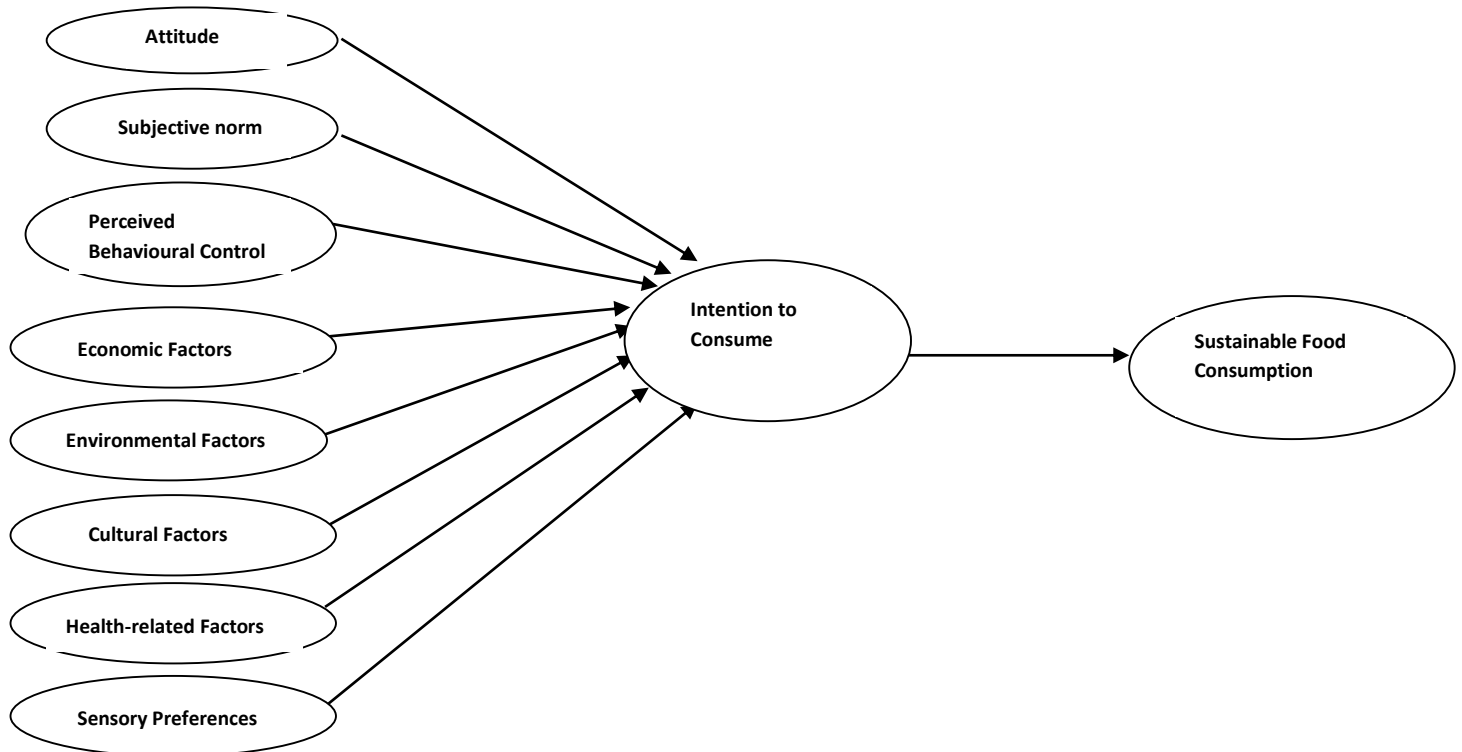 Attitude
Subjective norm
Perceived
Behavioural Control
Economic Factors
Environmental Factors
Cultural Factors
Health-related Factors
Sensory Preferences
Intention to
Consume
Sustainable Food
Consumption